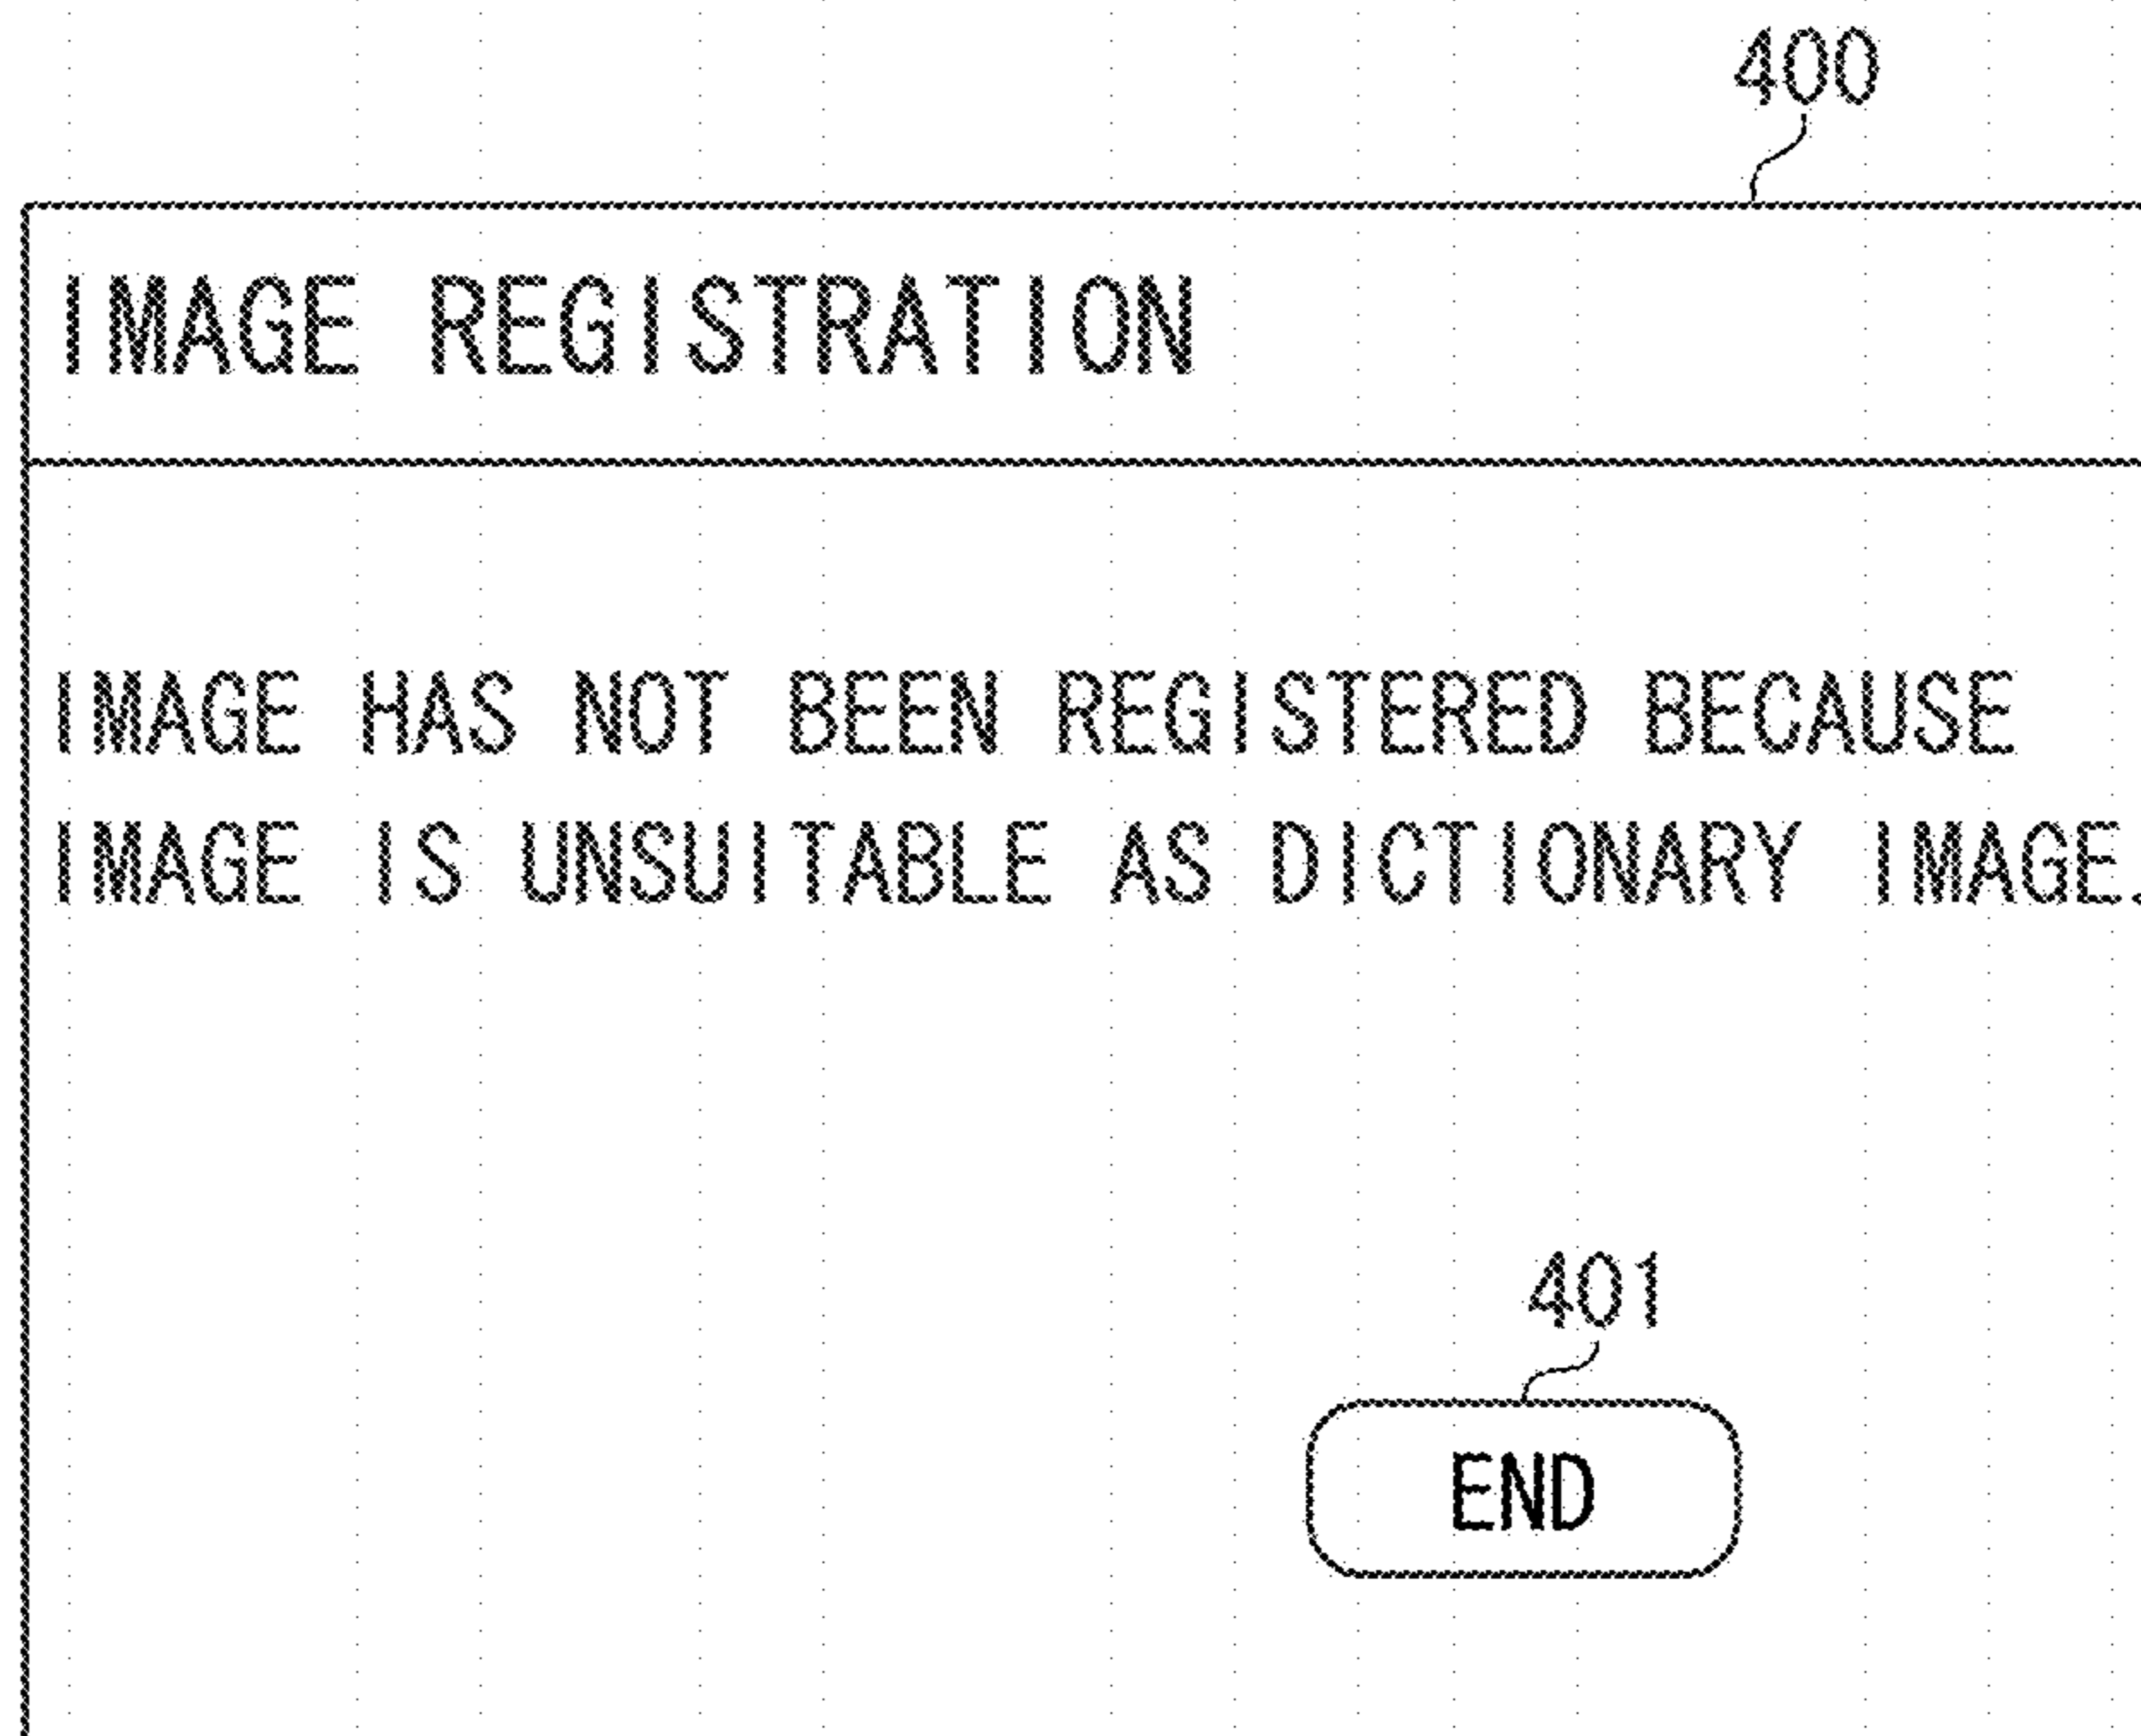 400
IMAGE REGISTRATION
IMAGE HAS NOT BEEN REGISTERED BECAUSE
IMAGE IS UNSUITABLE AS DICTIONARY IMAGE.
401
END